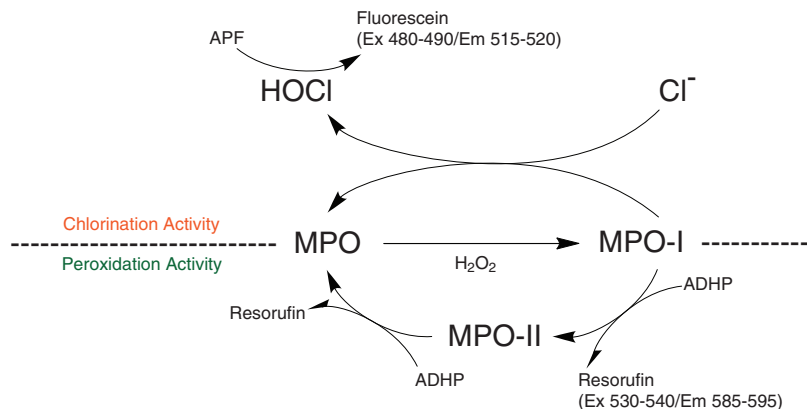 Fluorescein
(Ex 480-490/Em 515-520)
APF
HOCl
Cl⁻
Chlorination Activity
MPO
MPO-I
Peroxidation Activity
H₂O₂
ADHP
Resorufin
MPO-II
ADHP
Resorufin
(Ex 530-540/Em 585-595)